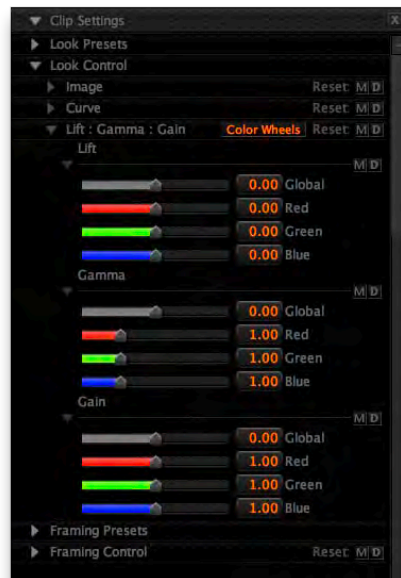 Clip Settings X
Look Presets
Look Control
Image Reset: M D
Curve Reset: M D
Lift : Gamma : Gain Color Wheels Reset: M D
Lift
M D
0.00 Global
0.00 Red
0.00 Green
0.00 Blue
Gamma
M D
0.00 Global
1.00 Red
1.00 Green
1.00 Blue
Gain
M D
0.00 Global
1.00 Red
1.00 Green
1.00 Blue
Framing Presets
Framing Control Reset: M D